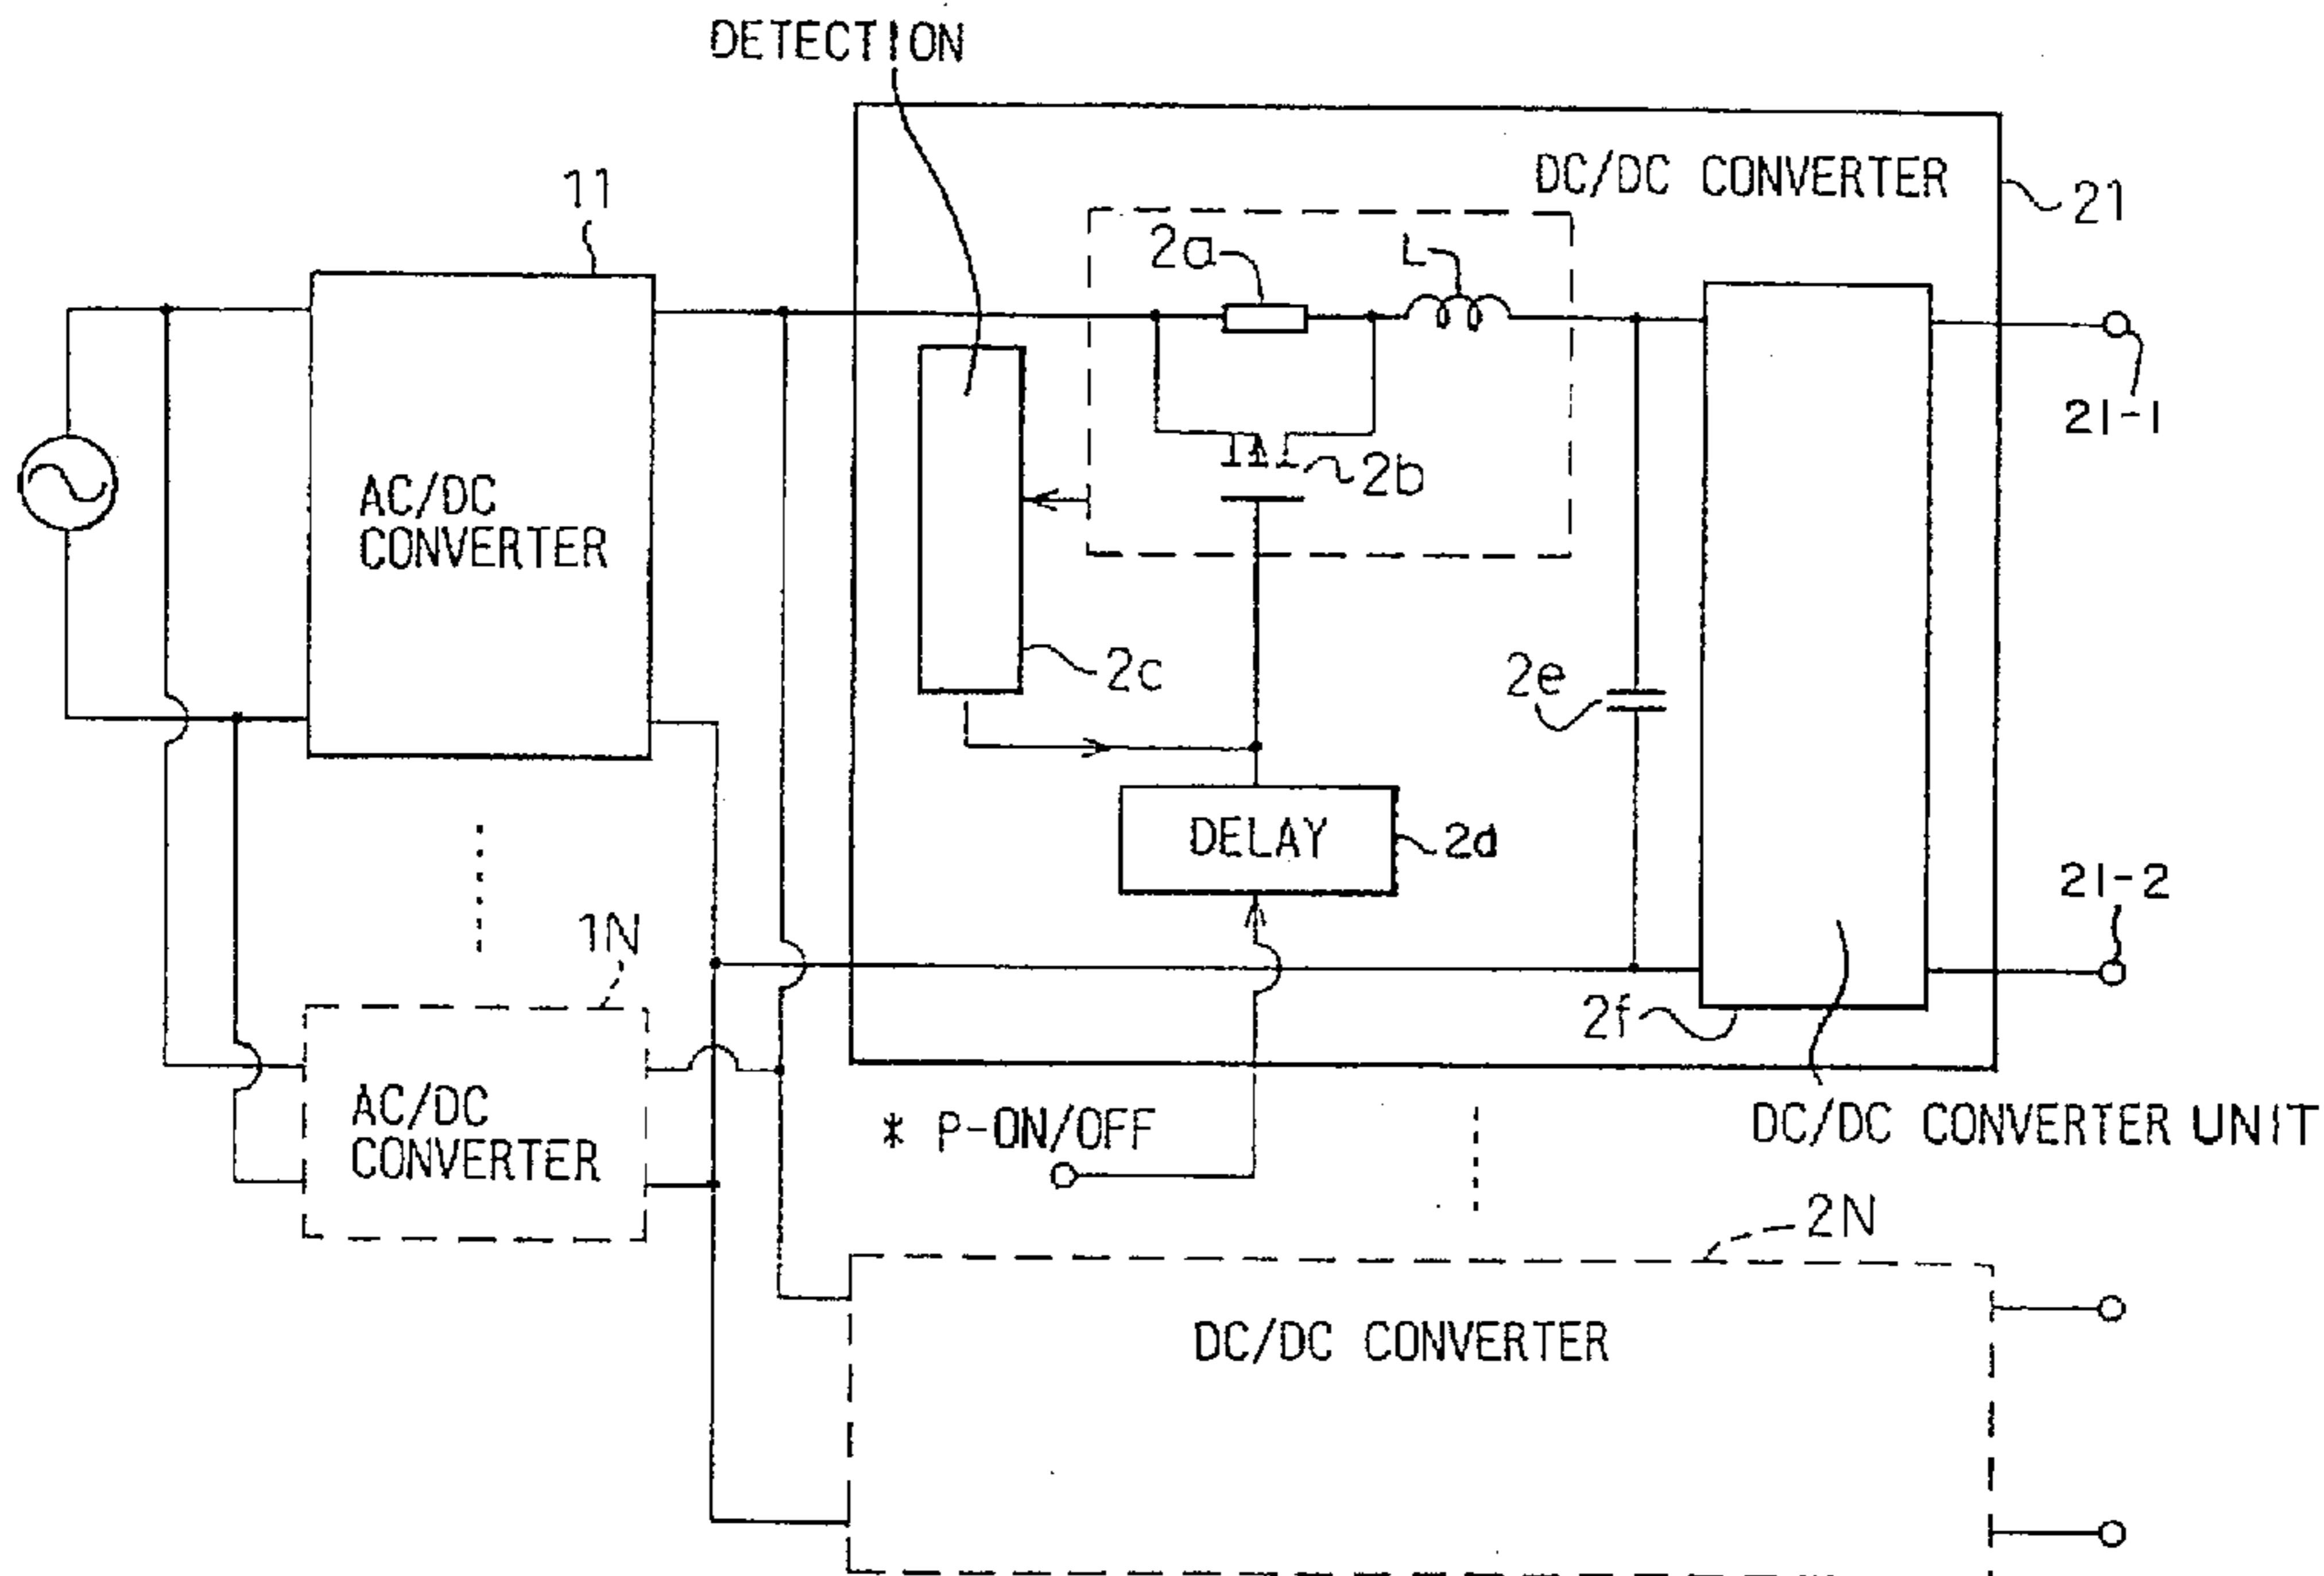 DETECTION
DC/DC CONVERTER
21
11
2a
L
2b
21-1
AC/DC
CONVERTER
2c
2e
DELAY
2d
21-2
1N
2f
AC/DC
CONVERTER
* P-ON/OFF
DC/DC CONVERTER UNIT
2N
DC/DC CONVERTER